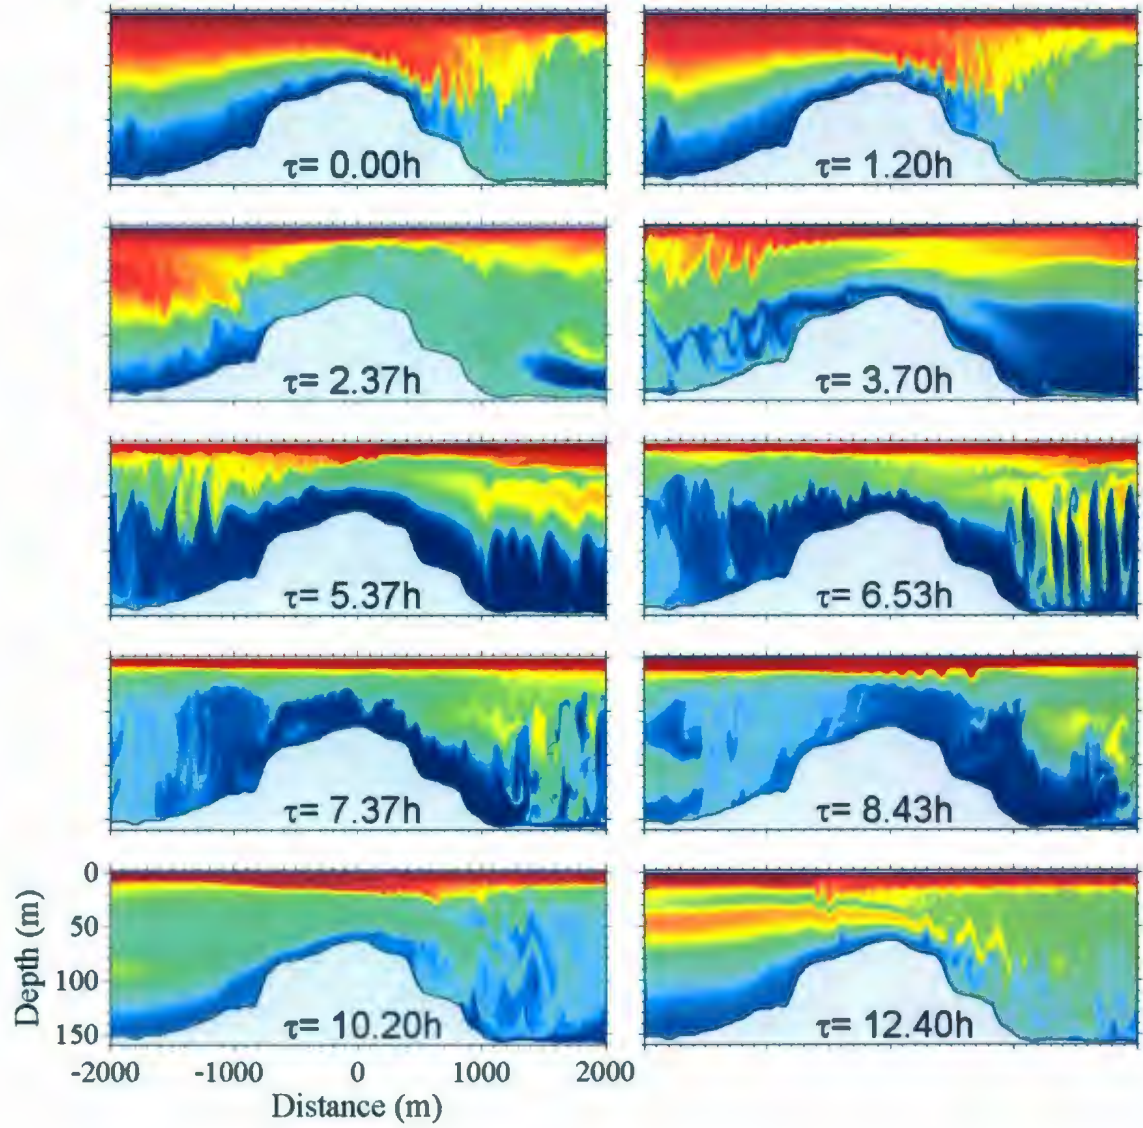 τ= 0.00h
τ= 1.20h
τ= 2.37h
τ= 3.70h
τ= 5.37h
τ= 6.53h
τ= 7.37h
τ= 8.43h
0
50
100
150
Depth (m)
τ= 10.20h
τ= 12.40h
-2000 -1000 0 1000 2000
Distance (m)